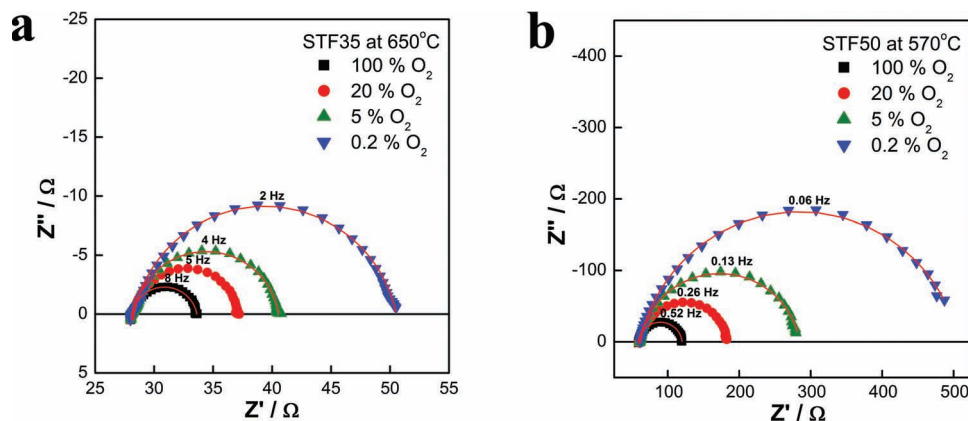 a
STF35 at 650°C
100 % O₂
20 % O₂
5 % O₂
0.2 % O₂
-25
-20
-15
-10
-5
0
5
2 Hz
4 Hz
5 Hz
8 Hz
Z'' / Ω
25 30 35 40 45 50 55
Z' / Ω
b
STF50 at 570°C
100 % O₂
20 % O₂
5 % O₂
0.2 % O₂
-400
-300
-200
-100
0
0.06 Hz
0.13 Hz
0.26 Hz
0.52 Hz
Z'' / Ω
100 200 300 400 500
Z' / Ω